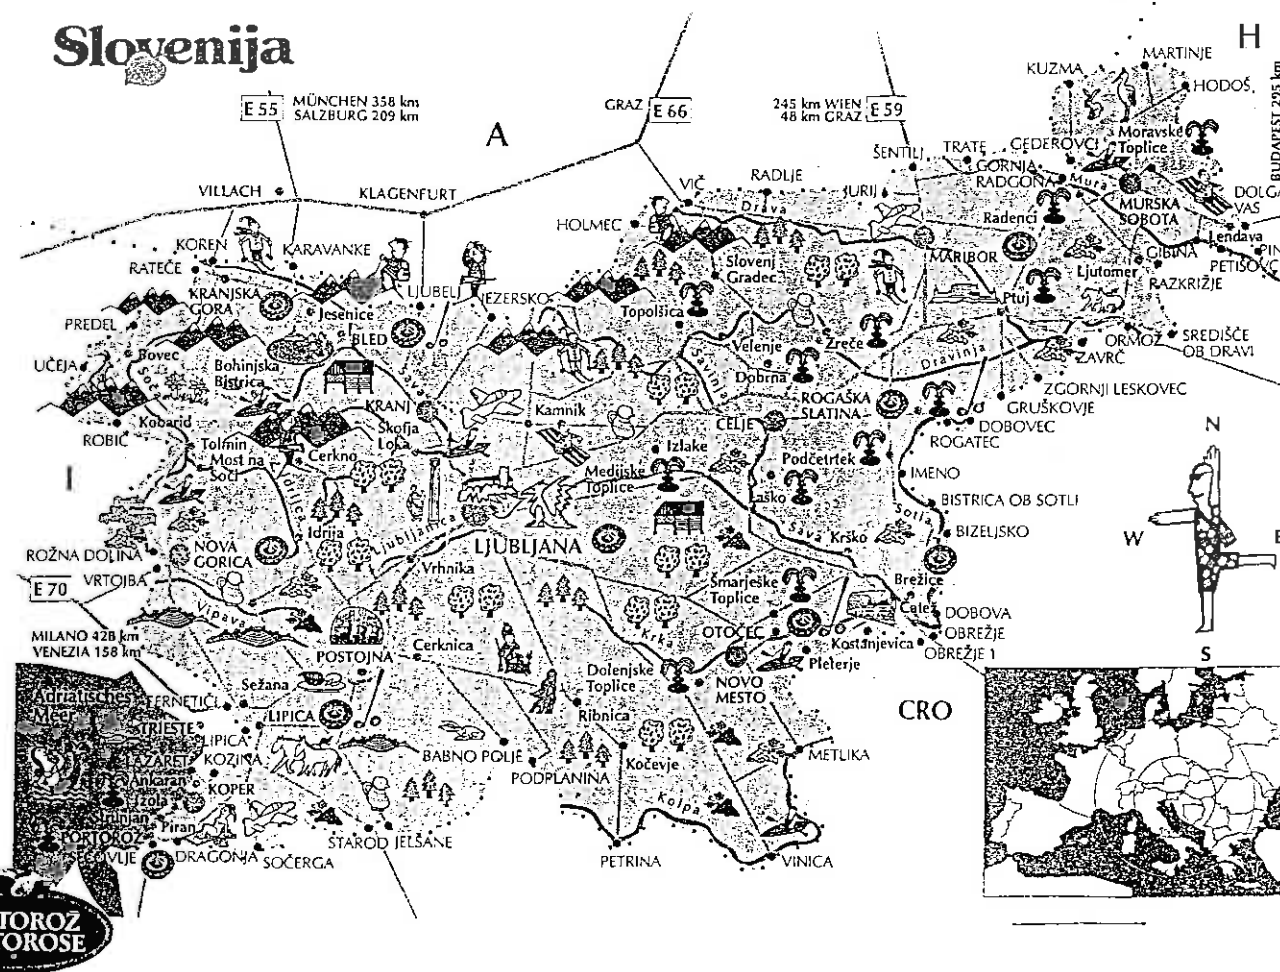 Slovenija
H
MARTINJE
KUZMA
HODOŠ
E 55
MÜNCHEN 358 km
SALZBURG 209 km
GRAZ
E 66
245 km WIEN
48 km GRAZ
E 59
BUDAPEST 295 km
A
Moravske
Toplice
ŠENTILJ
TRATE
GEDEROVCI
GORNJA
RADGONA
Mura
VILLACH
KLAGENFURT
VIČ
RADLJE
JURIJ
MURSKA
SOBOTA
DOLGA
VAS
Drava
Radenci
HOLMEC
Lendava
KOREN
KARAVANKE
MARIBOR
GIBINA
PIN
PETIŠOVC
RATEČE
Slovenj
Gradec
Ljutomer
RAZKRIŽJE
KRANJSKA
GORA
LJUBELJ
JEZERSKO
Ptuj
Jesenice
Topolšica
PREDEL
BLED
Velenje
Zreče
ORMOŽ
SREDIŠČE
OB DRAVI
Bovec
Soča
ZAVRČ
UČEJA
Bohinjska
Bistrica
Sava
Savinja
Dravinja
Dobrna
ZGORNJI LESKOVEC
ROGAŠKA
SLATINA
GRUŠKOVJE
KRANJ
Kamnik
ROBIČ
Kobarid
Škofja
Loka
CELJE
DOBOVEC
ROGATEC
Tolmin
Most na
Soči
Cerkno
Izlake
N
I
Idrijca
Medijske
Toplice
Podčetrtek
IMENO
Laško
BISTRICA OB SOTLI
Sotla
Idrija
Ljubljanica
LJUBLJANA
Sava
Krško
BIZELJSKO
W
E
ROŽNA DOLINA
NOVA
GORICA
Vrhnika
VRTOJBA
E 70
Šmarješke
Toplice
Brežice
Vipava
Čatež
DOBOVA
MILANO 428 km
VENEZIA 158 km
Krka
OTOČEC
OBREŽJE
Kostanjevica
OBREŽJE 1
POSTOJNA
Cerknica
Pleterje
S
Dolenjske
Toplice
NOVO
MESTO
Sežana
Adriatisches
Meer
FERNETIČI
CRO
LIPICA
Ribnica
TRIESTE
LIPICA
LAZARET
KOZINA
BABNO POLJE
METLIKA
Ankaran
KOPER
PODPLANINA
Kočevje
Izola
Strunjan
Kolpa
Piran
PORTOROŽ
SEČOVLJE
DRAGONJA
SOČERGA
STAROD
JELŠANE
PETRINA
VINICA
TOROŽ
TOROSE